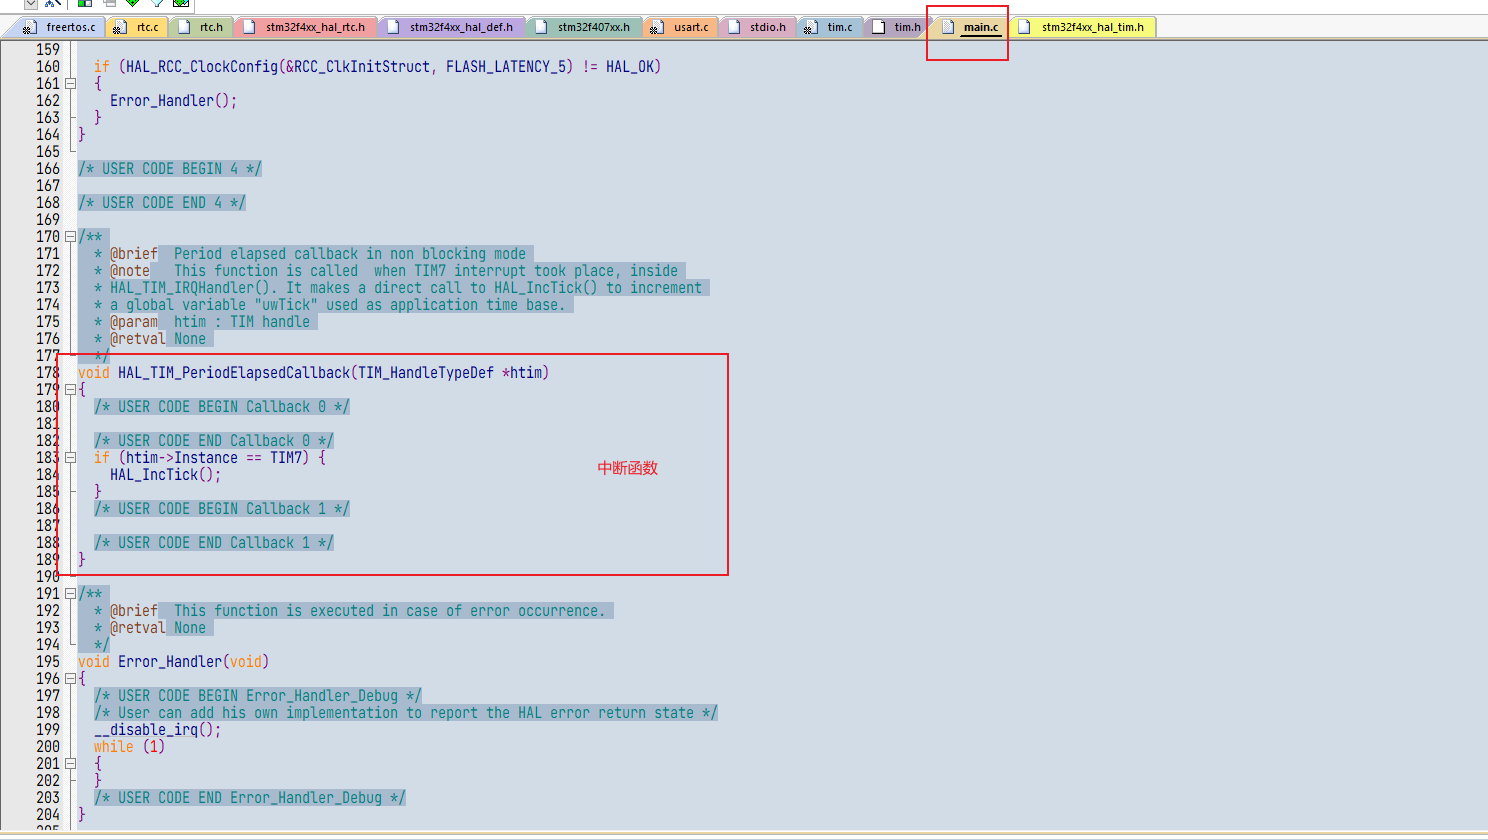 freertos.c rtc.c rtc.h stm32f4xx_hal_rtc.h stm32f4xx_hal_def.h stm32f407xx.h usart.c stdio.h tim.c tim.h main.c stm32f4xx_hal_tim.h
159
160 if (HAL_RCC_ClockConfig(&RCC_ClkInitStruct, FLASH_LATENCY_5) != HAL_OK)
161 {
162 Error_Handler();
163 }
164 }
165
166 /* USER CODE BEGIN 4 */
167
168 /* USER CODE END 4 */
169
170 /**
171 * @brief Period elapsed callback in non blocking mode
172 * @note This function is called when TIM7 interrupt took place, inside
173 * HAL_TIM_IRQHandler(). It makes a direct call to HAL_IncTick() to increment
174 * a global variable "uwTick" used as application time base.
175 * @param htim : TIM handle
176 * @retval None
177 */
178 void HAL_TIM_PeriodElapsedCallback(TIM_HandleTypeDef *htim)
179 {
180 /* USER CODE BEGIN Callback 0 */
181
182 /* USER CODE END Callback 0 */
183 if (htim->Instance == TIM7) {
中断函数
184 HAL_IncTick();
185 }
186 /* USER CODE BEGIN Callback 1 */
187
188 /* USER CODE END Callback 1 */
189 }
190
191 /**
192 * @brief This function is executed in case of error occurrence.
193 * @retval None
194 */
195 void Error_Handler(void)
196 {
197 /* USER CODE BEGIN Error_Handler_Debug */
198 /* User can add his own implementation to report the HAL error return state */
199 __disable_irq();
200 while (1)
201 {
202 }
203 /* USER CODE END Error_Handler_Debug */
204 }